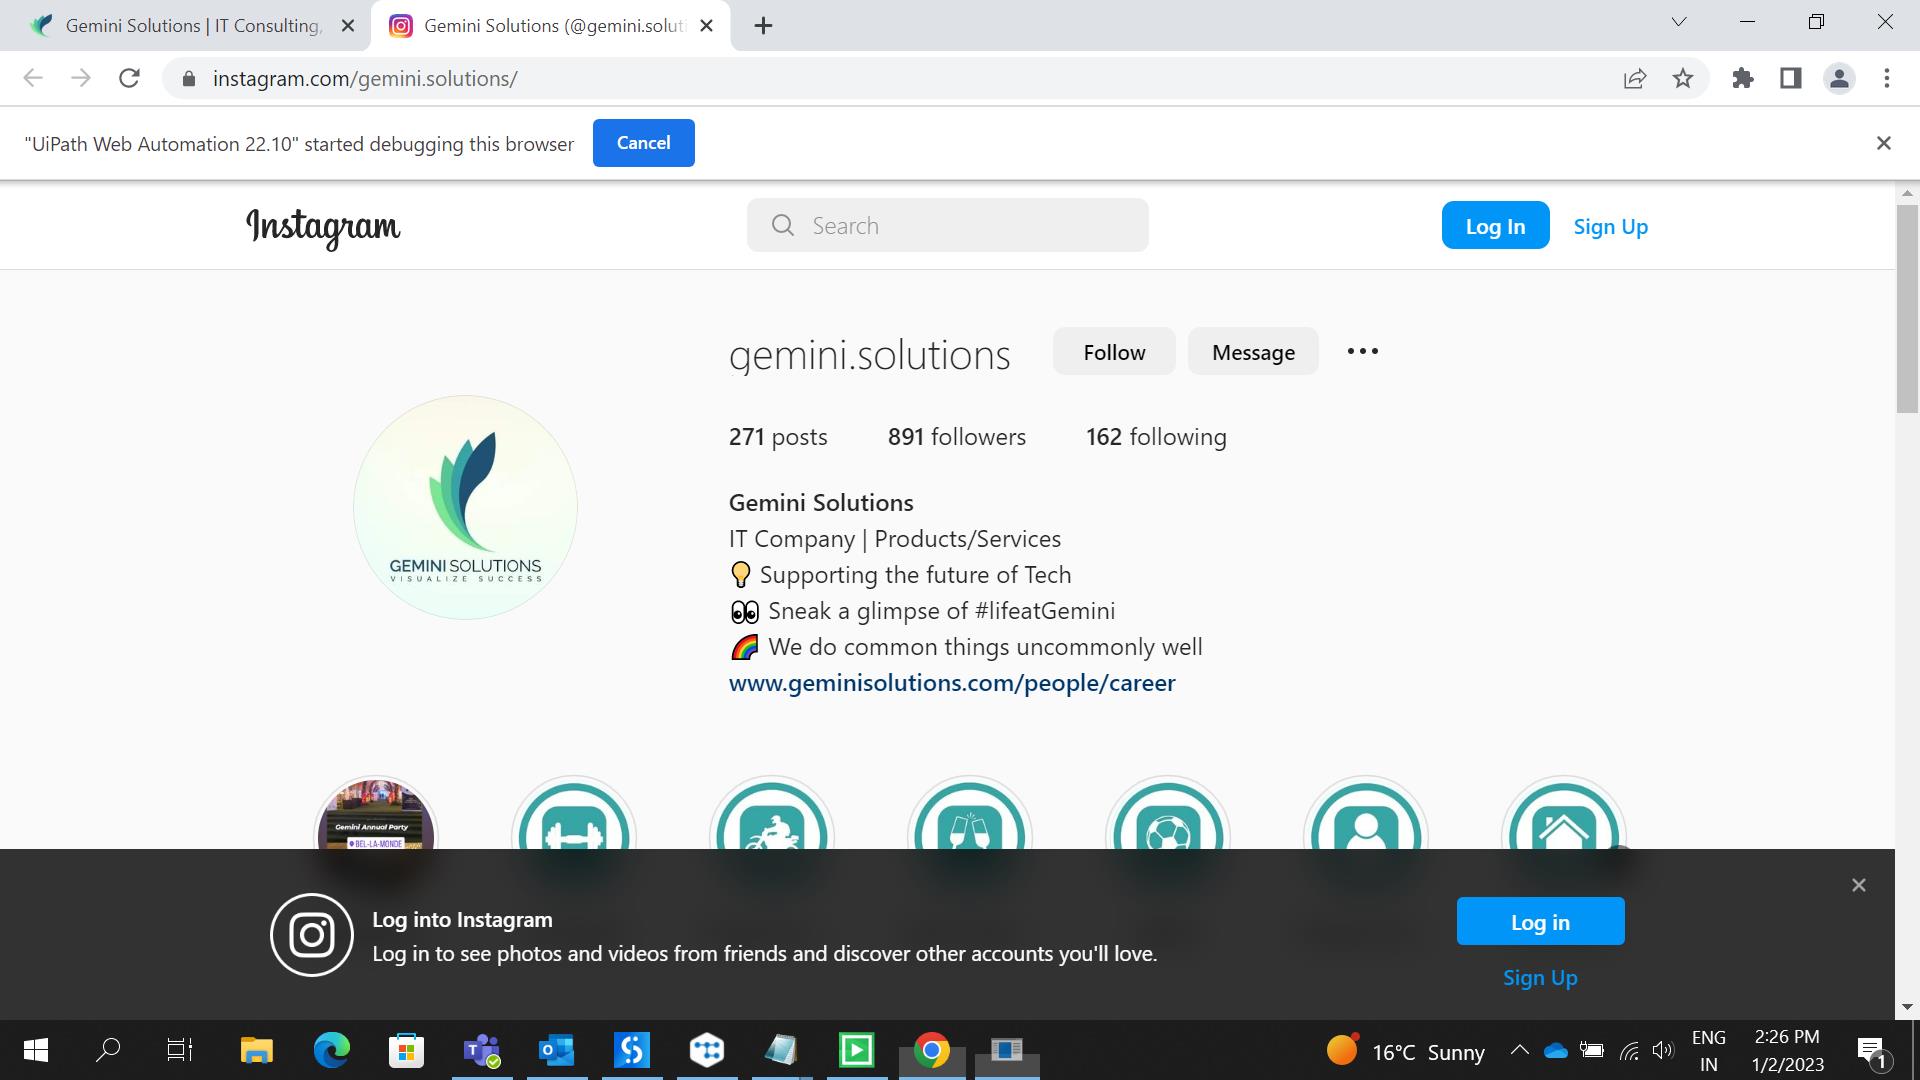 Gemini Solutions | IT Consulting,
Gemini Solutions (@gemini.soluti
instagram.com/gemini.solutions/
"UiPath Web Automation 22.10" started debugging this browser
Cancel
Instagram
Search
Log In
Sign Up
gemini.solutions
Follow
Message
271 posts
891 followers
162 following
GEMINI SOLUTIONS
VISUALIZE SUCCESS
Gemini Solutions
IT Company | Products/Services
💡 Supporting the future of Tech
👀 Sneak a glimpse of #lifeatGemini
🌈 We do common things uncommonly well
www.geminisolutions.com/people/career
Gemini Annual Party
BEL-LA-MONDE
Log into Instagram
Log in to see photos and videos from friends and discover other accounts you'll love.
Log in
Sign Up
16°C Sunny
ENG
IN
2:26 PM
1/2/2023
1